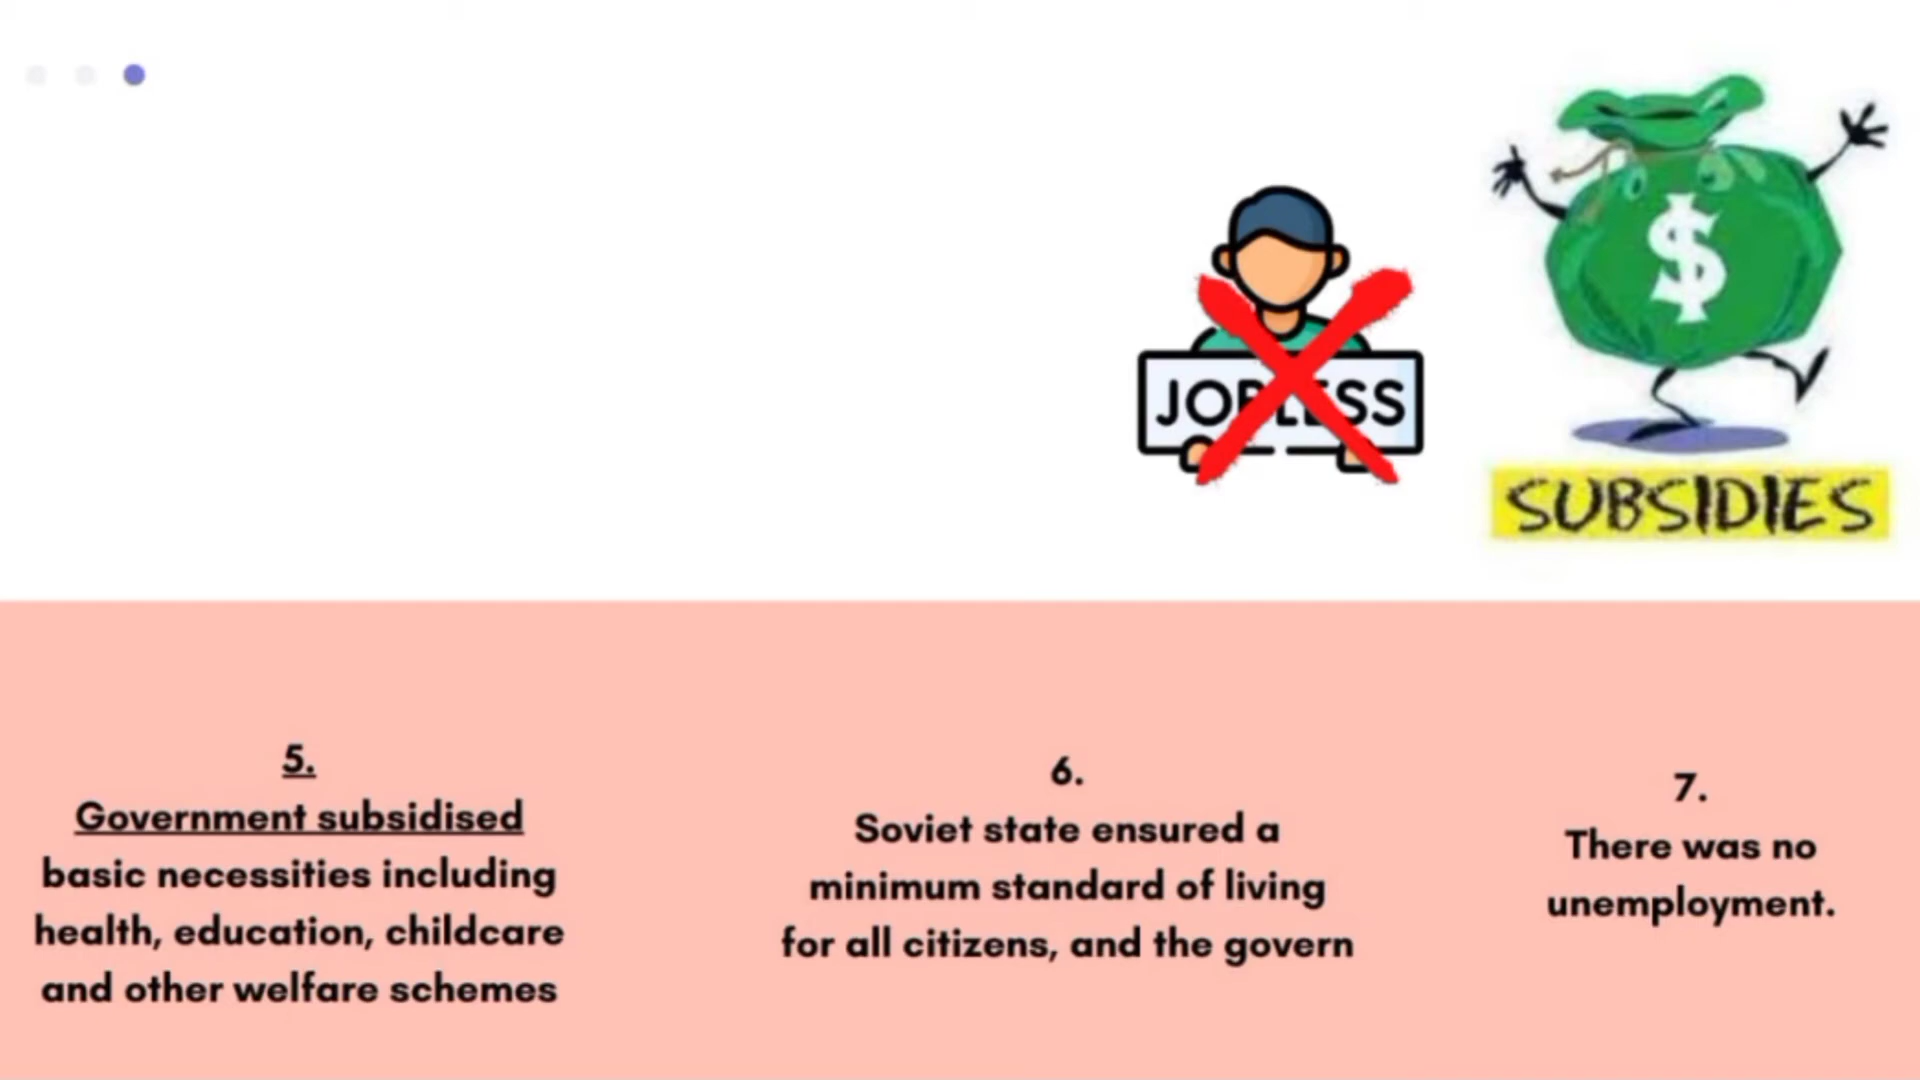 JOBLESS
$
SUBSIDIES
5.
Government subsidised
basic necessities including
health, education, childcare
and other welfare schemes
6.
Soviet state ensured a
minimum standard of living
for all citizens, and the govern
7.
There was no
unemployment.